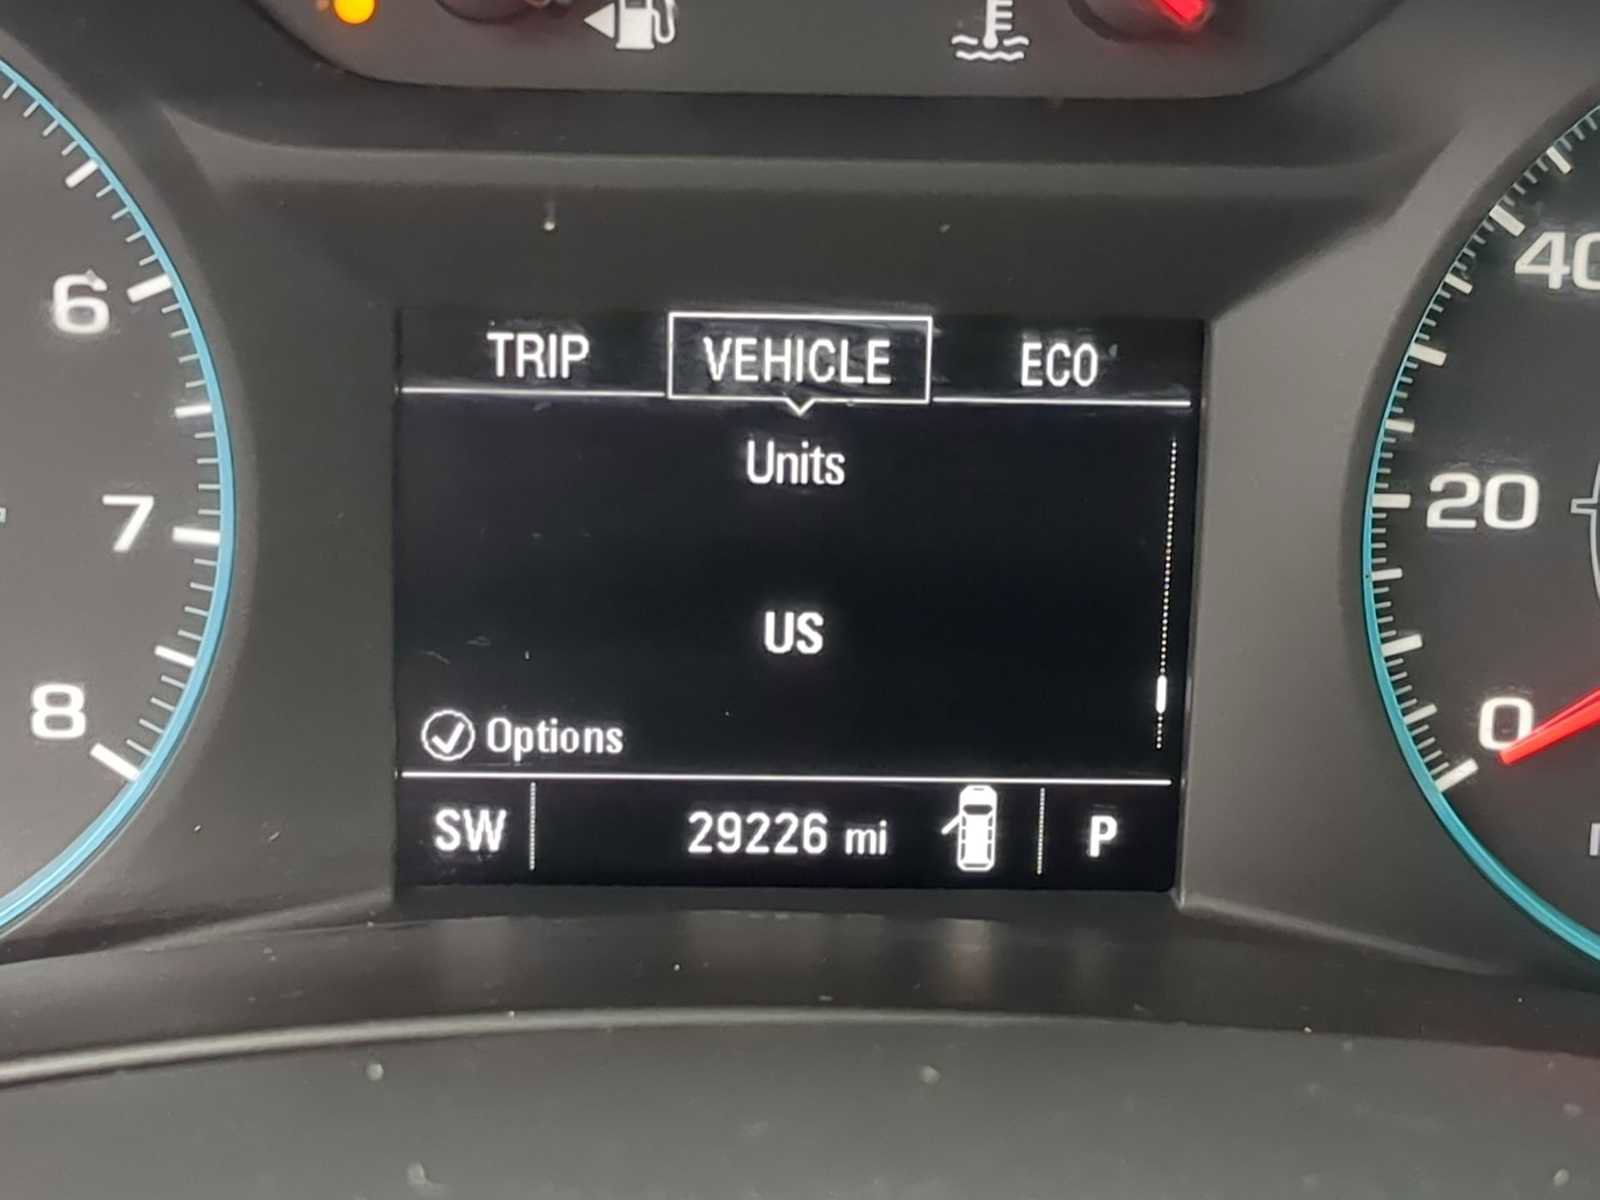 TRIP VEHICLE ECO
Units
US
Options
SW 29226 mi P
6
7
8
40
20
0